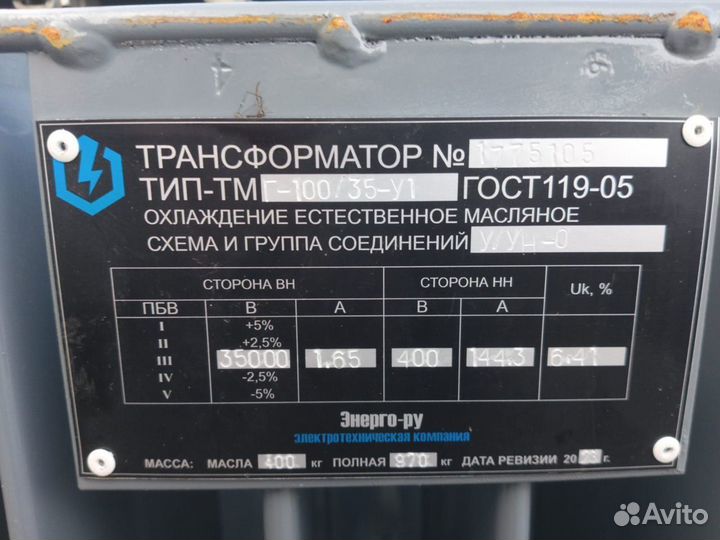 ТРАНСФОРМАТОР № 1775105
ТИП-ТМГ-100/35-У1 ГОСТ119-05
ОХЛАЖДЕНИЕ ЕСТЕСТВЕННОЕ МАСЛЯНОЕ
СХЕМА И ГРУППА СОЕДИНЕНИЙ У/УН-0
СТОРОНА ВН СТОРОНА НН Uk, %
ПБВ В А В А
I +5%
II +2,5%
III 35000 1.65 400 144.3 6.41
IV -2,5%
V -5%
Энерго-ру
электротехническая компания
МАССА: МАСЛА 400 кг ПОЛНАЯ 970 кг ДАТА РЕВИЗИИ 2023 г.
Avito